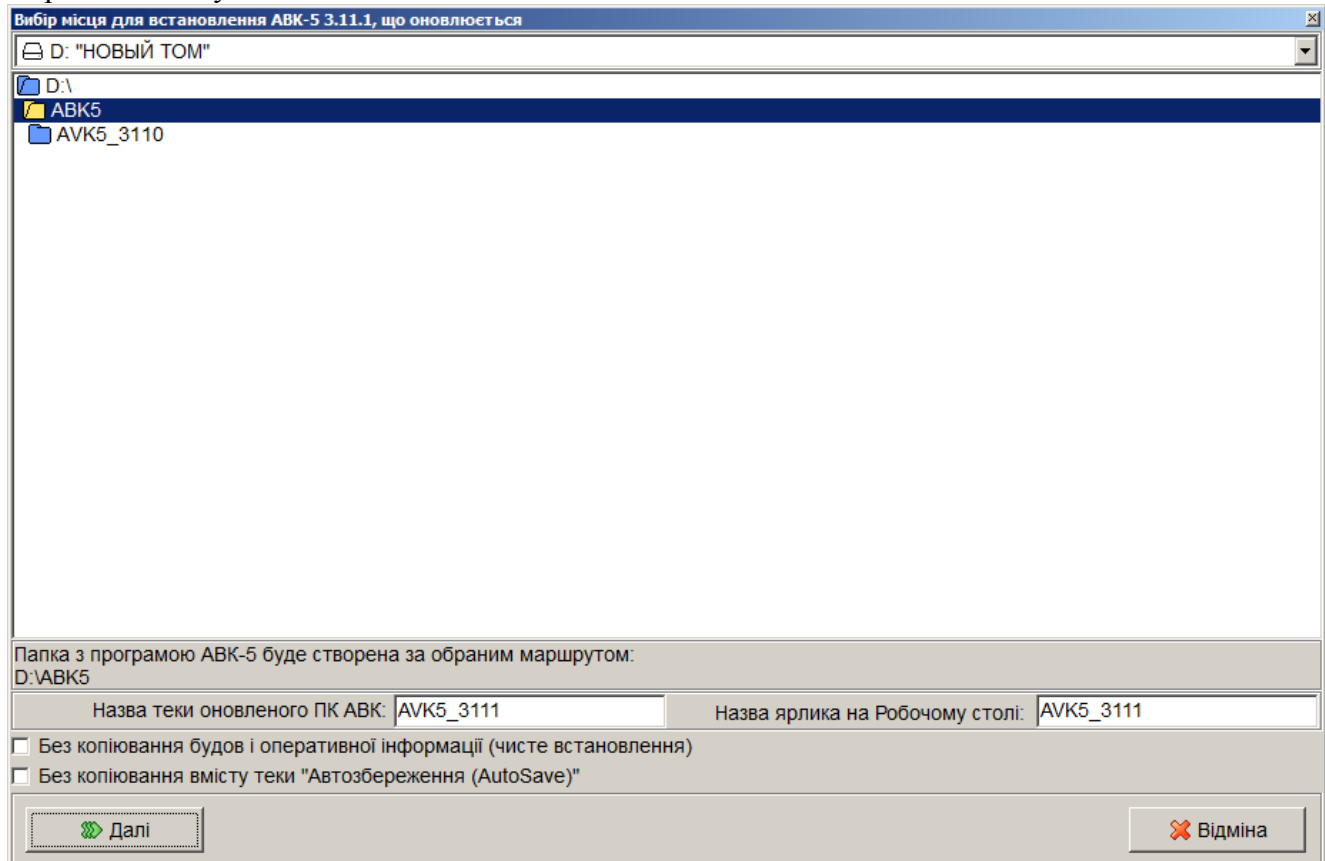 Вибір місця для встановлення АВК-5 3.11.1, що оновлюється
D: "НОВЫЙ ТОМ"
D:\
ABK5
AVK5_3110
Папка з програмою АВК-5 буде створена за обраним маршрутом:
D:\ABK5
Назва теки оновленого ПК АВК: AVK5_3111 Назва ярлика на Робочому столі: AVK5_3111
Без копіювання будов і оперативної інформації (чисте встановлення)
Без копіювання вмісту теки "Автозбереження (AutoSave)"
Далі Відміна